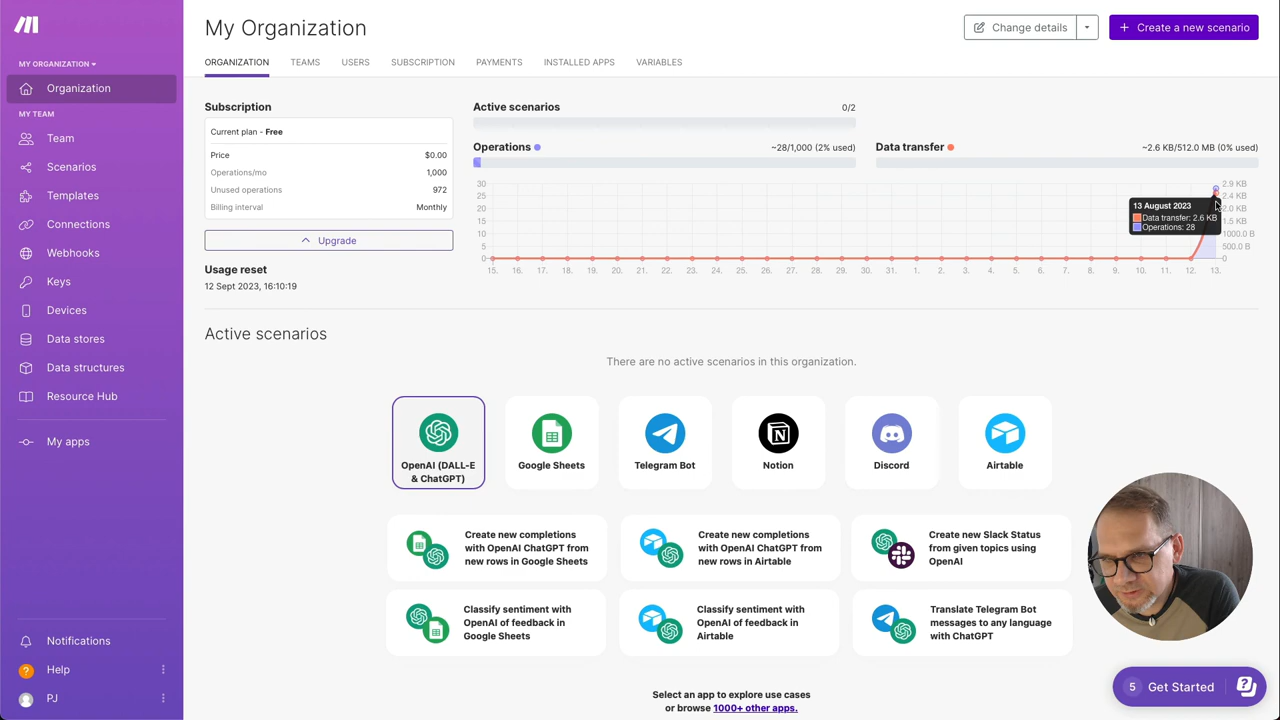 My Organization
Change details
+ Create a new scenario
MY ORGANIZATION
Organization
MY TEAM
Team
Scenarios
Templates
Connections
Webhooks
Keys
Devices
Data stores
Data structures
Resource Hub
My apps
Notifications
? Help
PJ
ORGANIZATION TEAMS USERS SUBSCRIPTION PAYMENTS INSTALLED APPS VARIABLES
Subscription
Current plan - Free
Price $0.00
Operations/mo 1,000
Unused operations 972
Billing interval Monthly
Upgrade
Usage reset
12 Sept 2023, 16:10:19
Active scenarios 0/2
Operations ~28/1,000 (2% used)
Data transfer ~2.6 KB/512.0 MB (0% used)
30 2.9 KB
25 2.4 KB
20 2.0 KB
15 1.5 KB
10 1000.0 B
5 500.0 B
0 0
13 August 2023
Data transfer: 2.6 KB
Operations: 28
15. 16. 17. 18. 19. 20. 21. 22. 23. 24. 25. 26. 27. 28. 29. 30. 31. 1. 2. 3. 4. 5. 6. 7. 8. 9. 10. 11. 12. 13.
Active scenarios
There are no active scenarios in this organization.
OpenAI (DALL-E
& ChatGPT)
Google Sheets
Telegram Bot
Notion
Discord
Airtable
Create new completions
with OpenAI ChatGPT from
new rows in Google Sheets
Create new completions
with OpenAI ChatGPT from
new rows in Airtable
Create new Slack Status
from given topics using
OpenAI
Classify sentiment with
OpenAI of feedback in
Google Sheets
Classify sentiment with
OpenAI of feedback in
Airtable
Translate Telegram Bot
messages to any language
with ChatGPT
Select an app to explore use cases
or browse 1000+ other apps.
5 Get Started ?